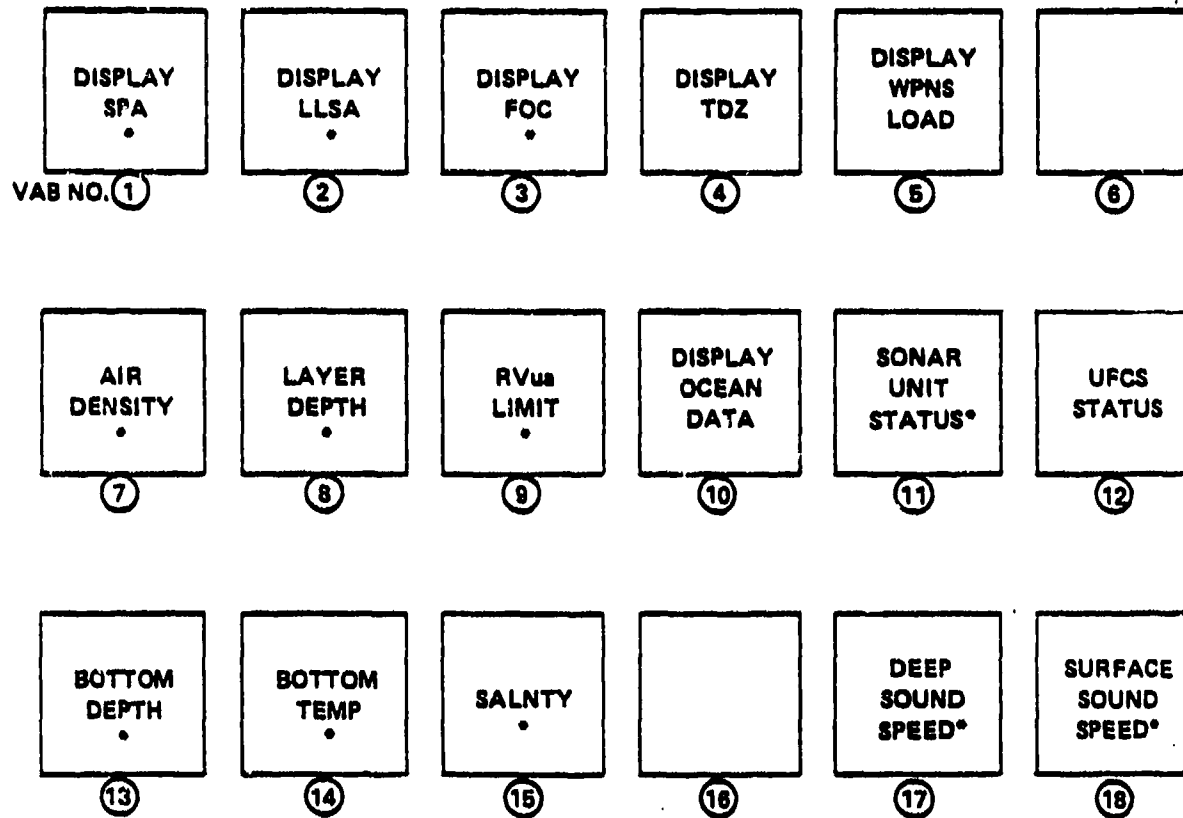 DISPLAY SPA *
DISPLAY LLSA *
DISPLAY FOC *
DISPLAY TDZ
DISPLAY WPNS LOAD
VAB NO. 1 2 3 4 5 6
AIR DENSITY *
LAYER DEPTH *
RVua LIMIT *
DISPLAY OCEAN DATA
SONAR UNIT STATUS*
UFCS STATUS
7 8 9 10 11 12
BOTTOM DEPTH *
BOTTOM TEMP *
SALNTY *
DEEP SOUND SPEED*
SURFACE SOUND SPEED*
13 14 15 16 17 18